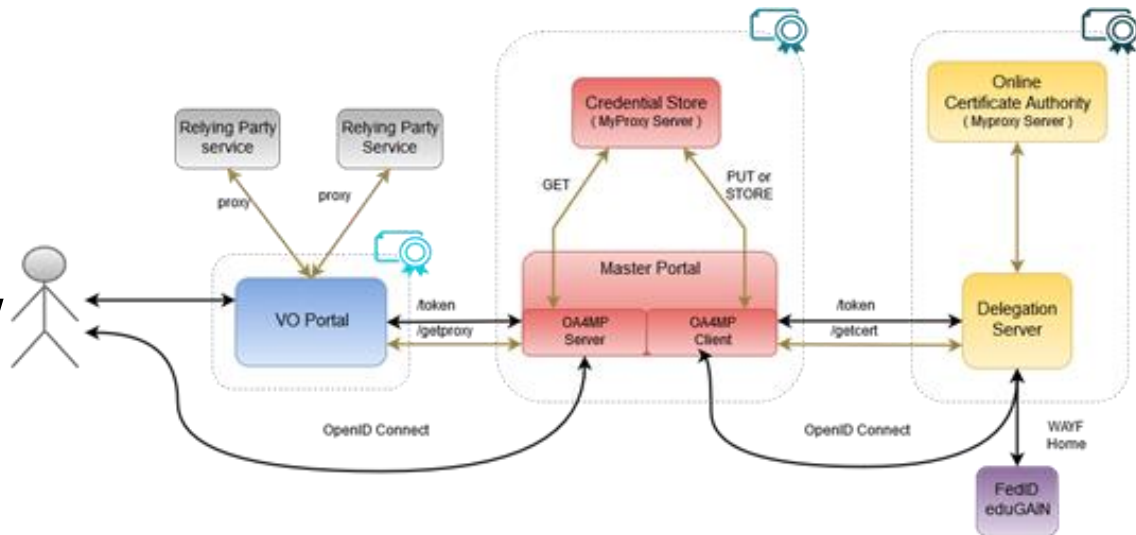 Relying Party
service
Relying Party
Service
proxy
proxy
VO Portal
/token
/getproxy
OpenID Connect
Credential Store
( MyProxy Server )
GET
PUT or
STORE
Master Portal
OA4MP
Server
OA4MP
Client
/token
/getcert
OpenID Connect
Online
Certificate Authority
( Myproxy Server )
Delegation
Server
WAYF
Home
FedID
eduGAIN